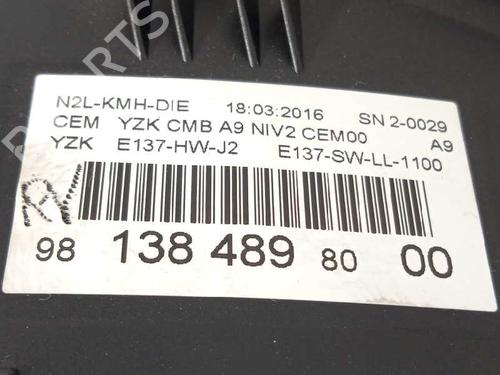 N2L-KMH-DIE 18:03:2016 SN 2-0029
CEM YZK CMB A9 NIV2 CEM00 A9
YZK E137-HW-J2 E137-SW-LL-1100
98 138 489 80 00